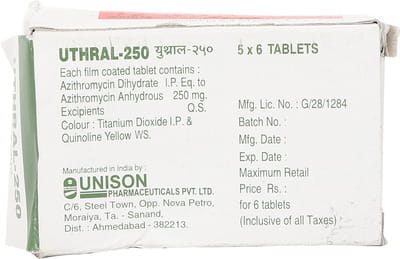 UTHRAL-250 युथ्राल-२५०
5 x 6 TABLETS
Each film coated tablet contains :
Azithromycin Dihydrate I.P. Eq. to
Azithromycin Anhydrous 250 mg.
Excipients Q.S.
Colour : Titanium Dioxide I.P. &
Quinoline Yellow WS.
Manufactured in India by :
UNISON
PHARMACEUTICALS PVT. LTD.
C/6, Steel Town, Opp. Nova Petro,
Moraiya, Ta. - Sanand,
Dist. : Ahmedabad - 382213.
Mfg. Lic. No. : G/28/1284
Batch No. :
Mfg. Date :
Exp. Date :
Maximum Retail
Price Rs. :
for 6 tablets
(Inclusive of all Taxes)
UTHRAL-250